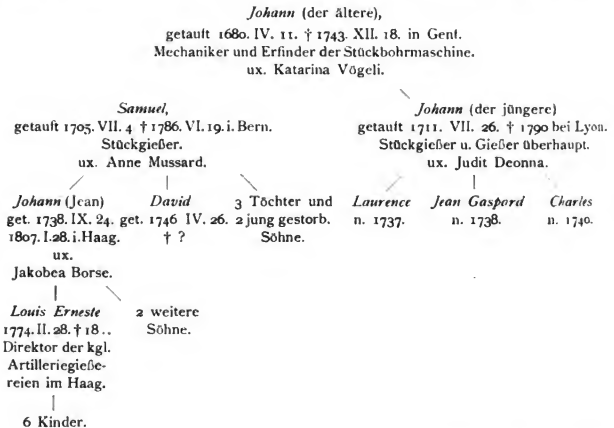 Johann (der ältere),
getauft 1680. IV. 11. † 1743. XII. 18. in Genf.
Mechaniker und Erfinder der Stückbohrmaschine.
ux. Katarina Vögeli.
Samuel,
getauft 1705. VII. 4 † 1786. VI. 19. i. Bern.
Stückgießer.
ux. Anne Mussard.
Johann (der jüngere)
getauft 1711. VII. 26. † 1790 bei Lyon.
Stückgießer u. Gießer überhaupt.
ux. Judit Deonna.
Johann (Jean)
get. 1738. IX. 24.
1807. I. 28. i. Haag.
ux.
Jakobea Borse.
David
get. 1746 IV. 26.
† ?
3 Töchter und
2 jung gestorb.
Söhne.
Laurence
n. 1737.
Jean Gaspard
n. 1738.
Charles
n. 1740.
Louis Erneste
1774. II. 28. † 18..
Direktor der kgl.
Artilleriegieße-
reien im Haag.
2 weitere
Söhne.
6 Kinder.